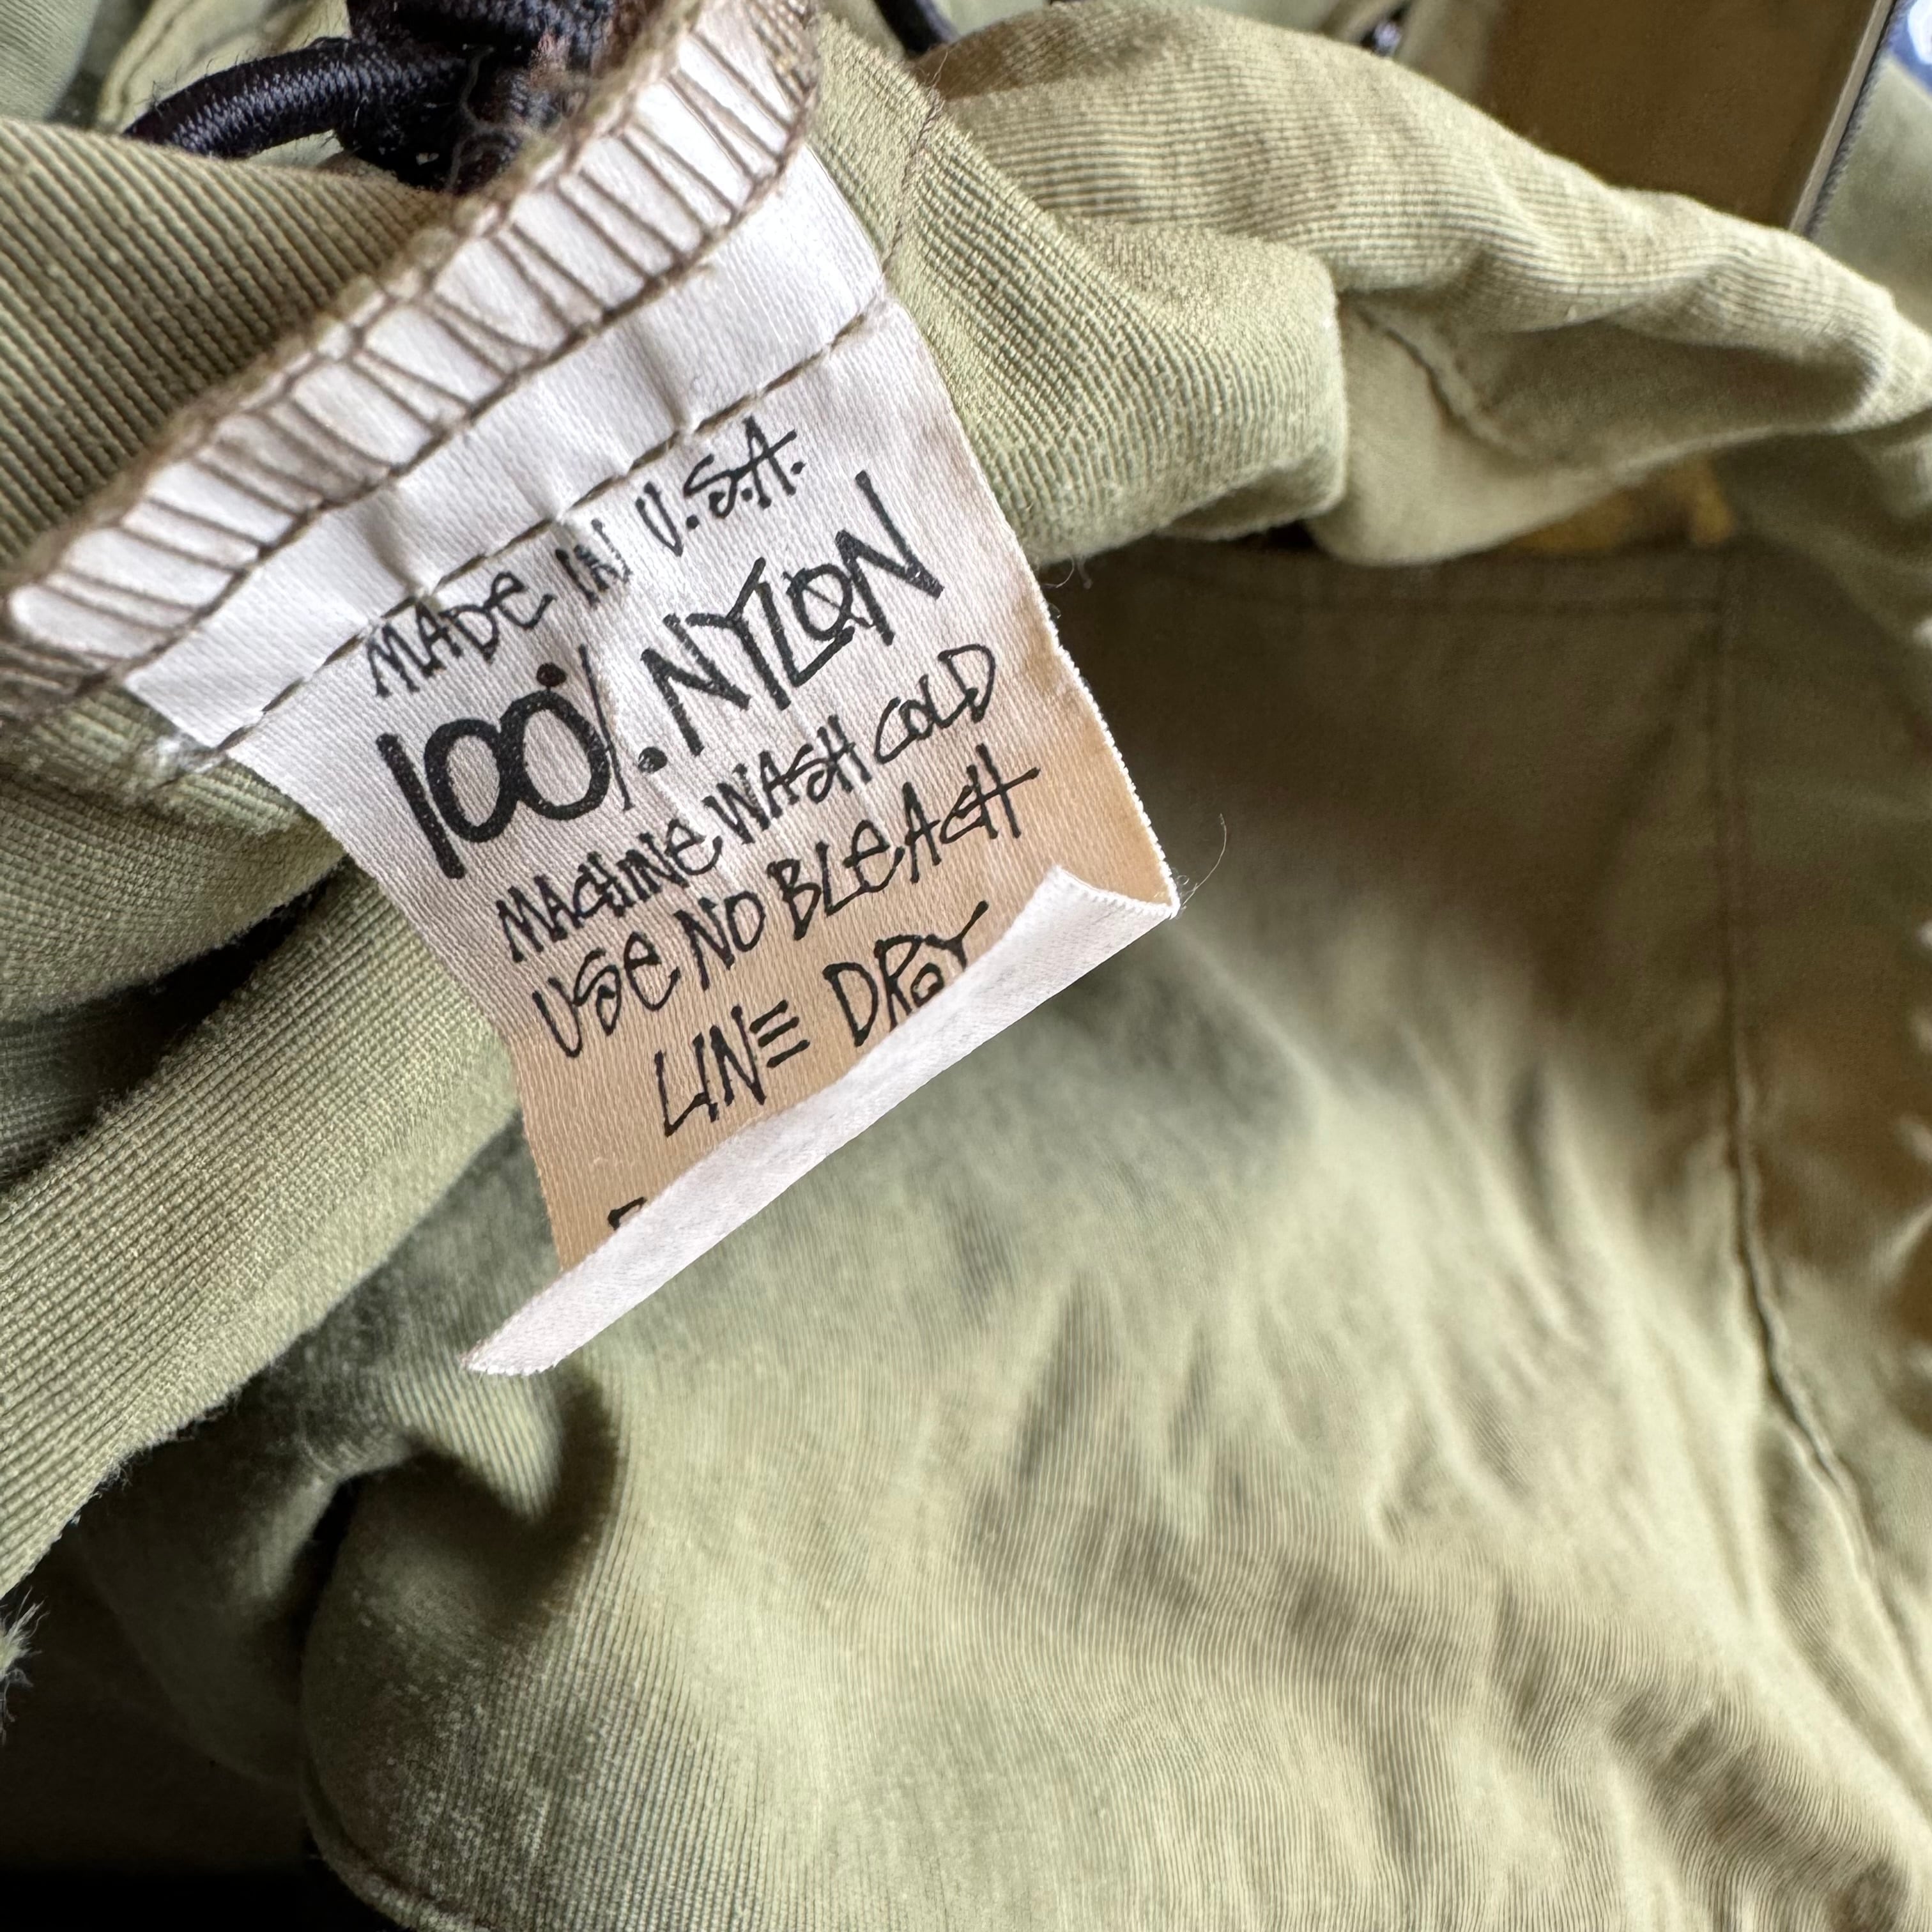 MADE IN U.S.A.
100% NYLON
MACHINE WASH COLD
USE NO BLEACH
LINE DRY